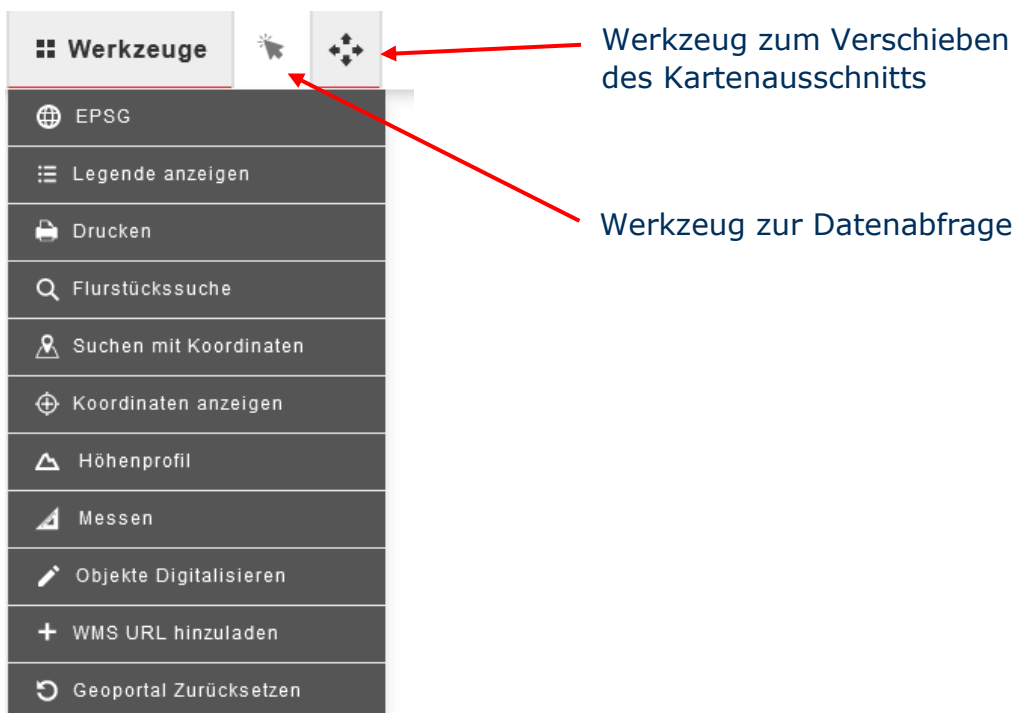 Werkzeuge
Werkzeug zum Verschieben
des Kartenausschnitts
EPSG
Legende anzeigen
Drucken
Werkzeug zur Datenabfrage
Flurstückssuche
Suchen mit Koordinaten
Koordinaten anzeigen
Höhenprofil
Messen
Objekte Digitalisieren
WMS URL hinzuladen
Geoportal Zurücksetzen